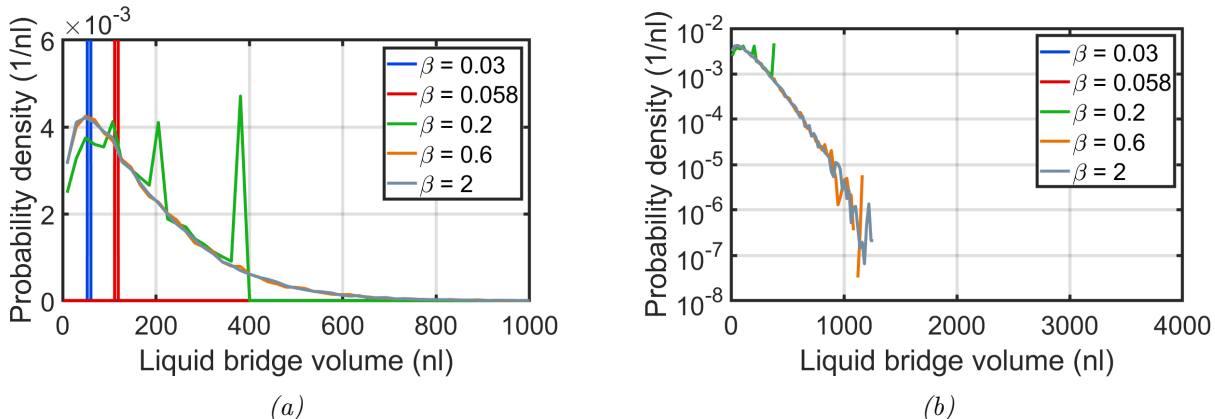 ×10⁻³
6
4
2
0
Probability density (1/nl)
0 200 400 600 800 1000
Liquid bridge volume (nl)
β = 0.03
β = 0.058
β = 0.2
β = 0.6
β = 2
(a)
10⁻²
10⁻³
10⁻⁴
10⁻⁵
10⁻⁶
10⁻⁷
10⁻⁸
Probability density (1/nl)
0 1000 2000 3000 4000
Liquid bridge volume (nl)
β = 0.03
β = 0.058
β = 0.2
β = 0.6
β = 2
(b)